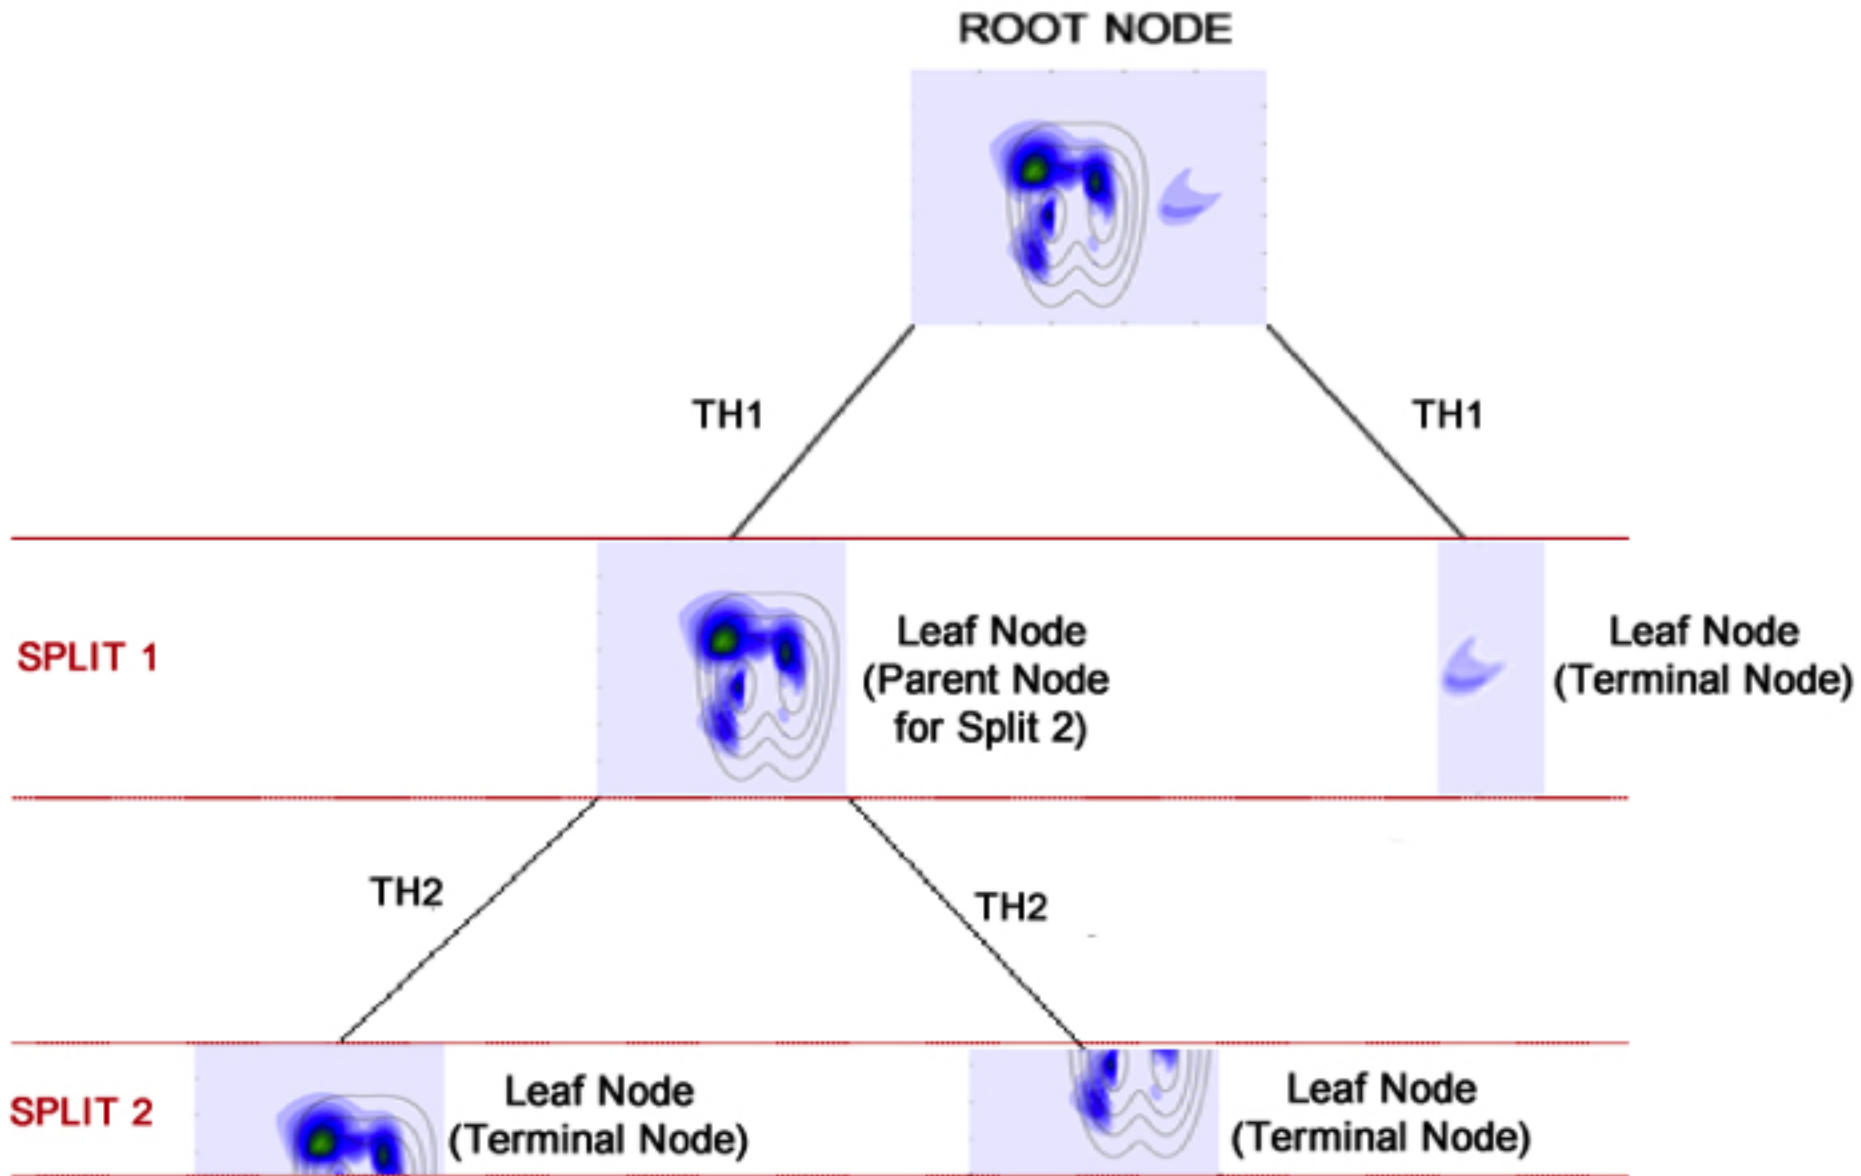 ROOT NODE
TH1
TH1
SPLIT 1
Leaf Node
(Parent Node
for Split 2)
Leaf Node
(Terminal Node)
TH2
TH2
SPLIT 2
Leaf Node
(Terminal Node)
Leaf Node
(Terminal Node)